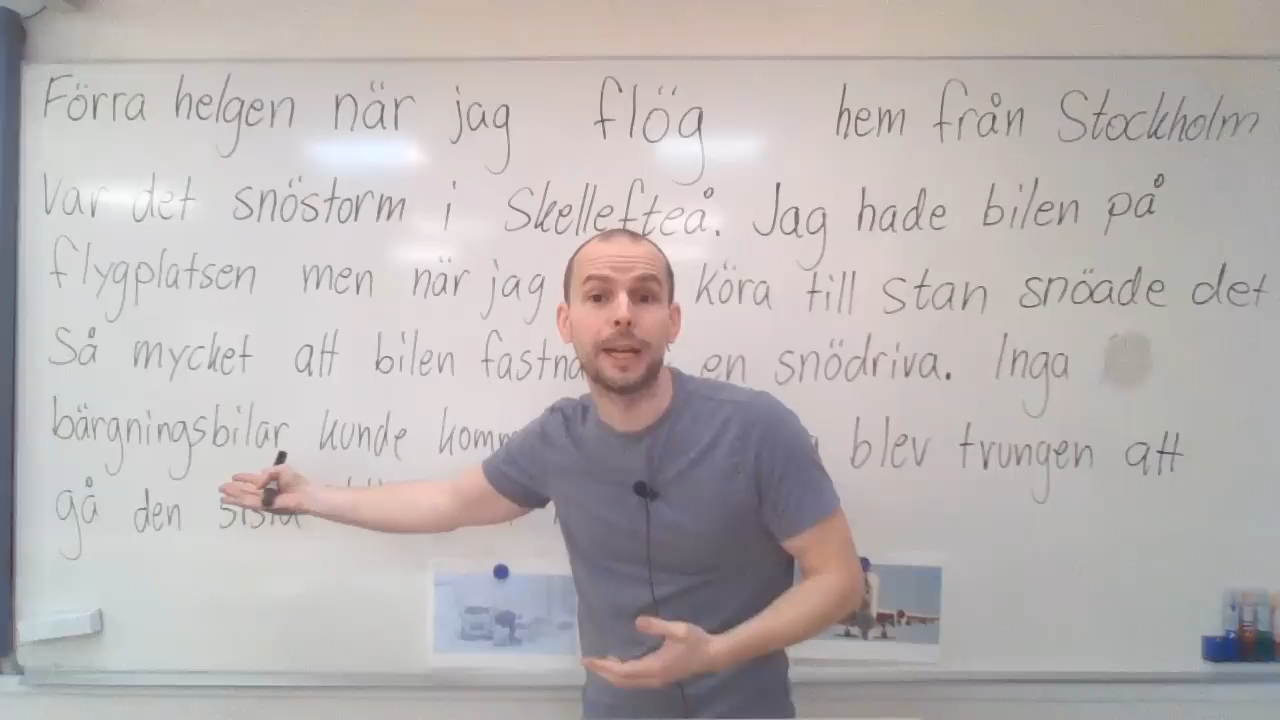 Förra helgen när jag flög hem från Stockholm
Var det snöstorm i Skellefteå. Jag hade bilen på
flygplatsen men när jag köra till stan snöade det
Så mycket att bilen en snödriva. Inga
bärgningsbilar kunde blev trungen att
gå den sista